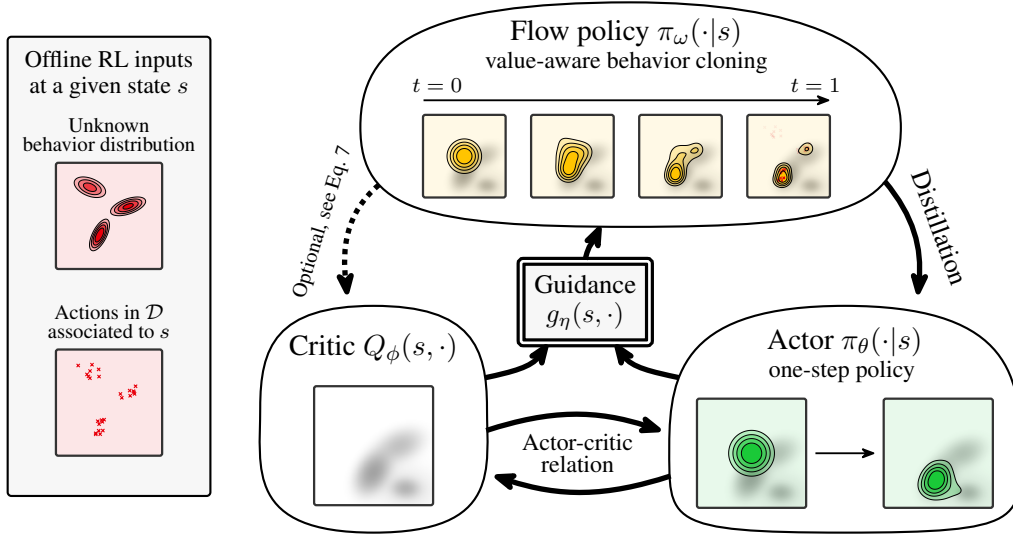 Offline RL inputs
at a given state s
Unknown
behavior distribution
Actions in 𝒟
associated to s
Flow policy π_ω(·|s)
value-aware behavior cloning
t = 0
t = 1
Optional, see Eq. 7
Distillation
Guidance
g_η(s, ·)
Critic Q_ϕ(s, ·)
Actor-critic
relation
Actor π_θ(·|s)
one-step policy